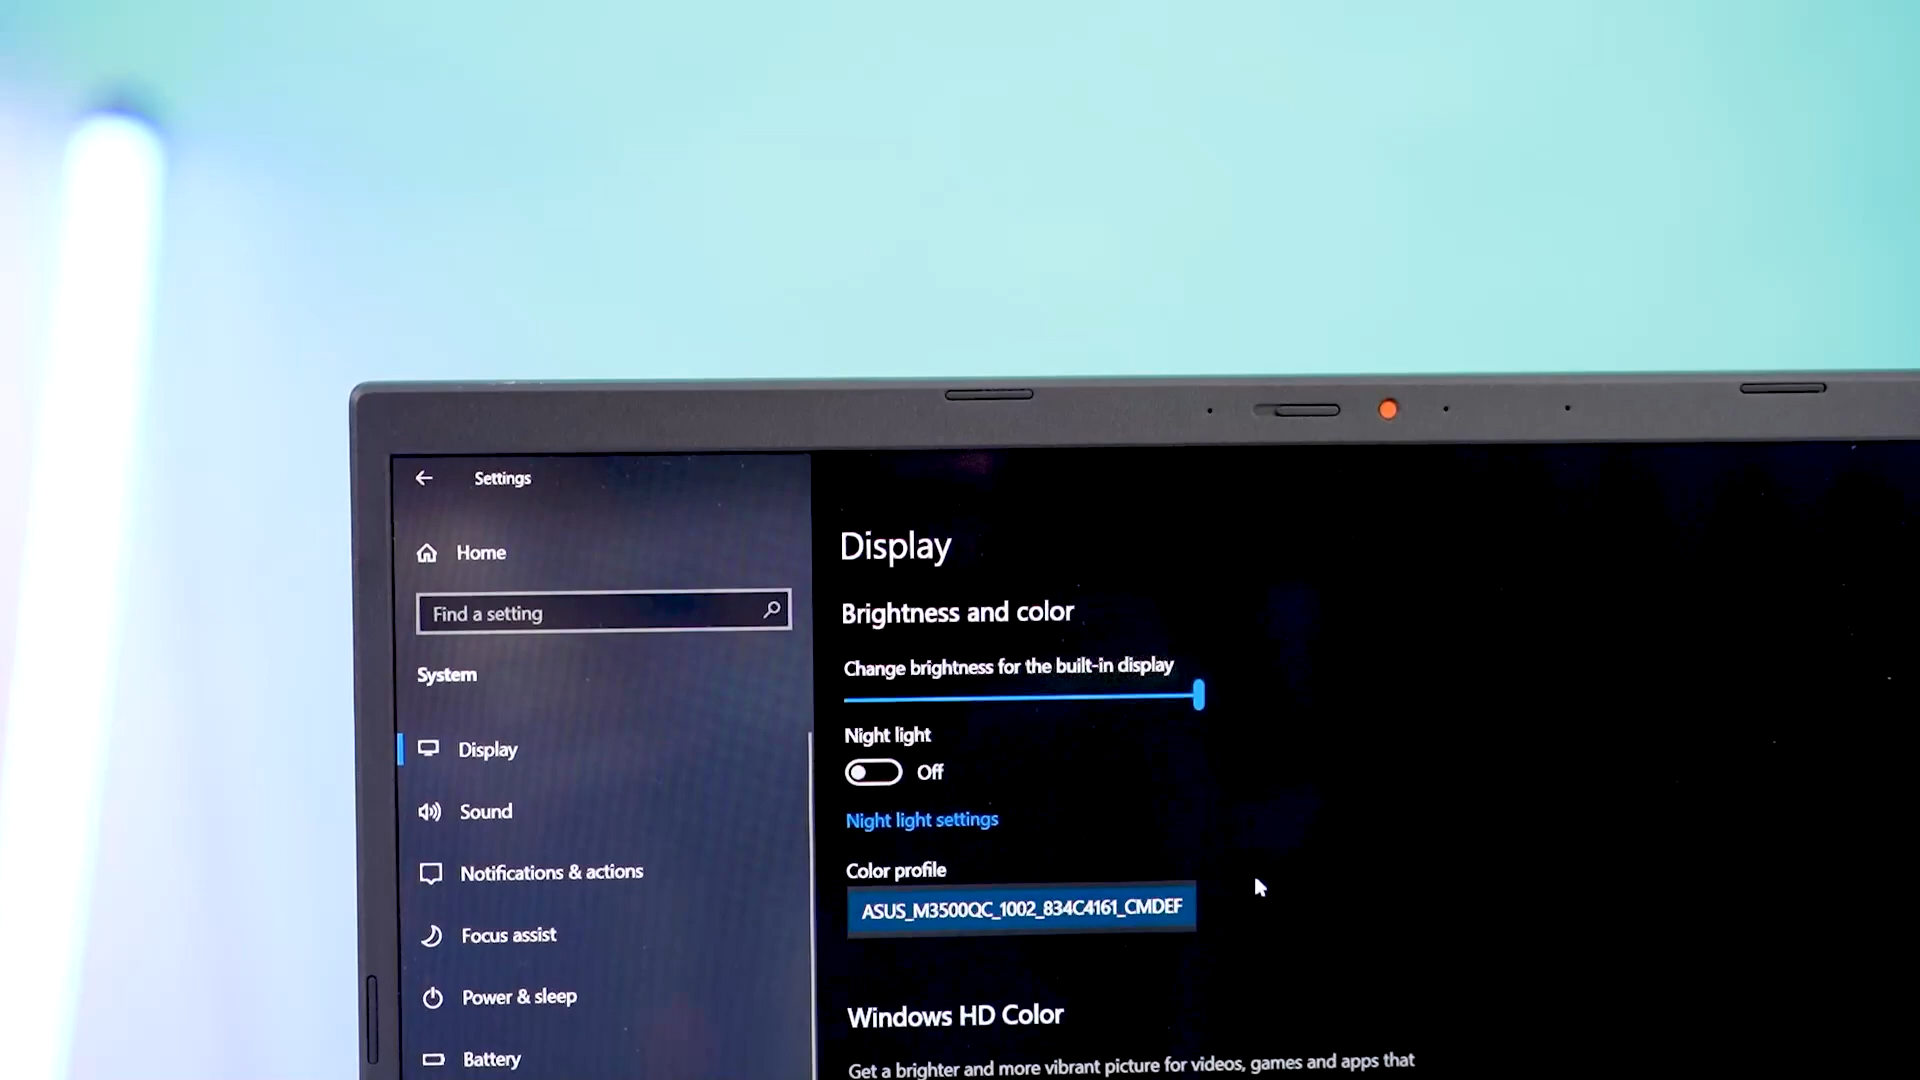 Settings
Home
Find a setting
System
Display
Sound
Notifications & actions
Focus assist
Power & sleep
Battery
Display
Brightness and color
Change brightness for the built-in display
Night light
Off
Night light settings
Color profile
ASUS_M3500QC_1002_834C4161_CMDEF
Windows HD Color
Get a brighter and more vibrant picture for videos, games and apps that